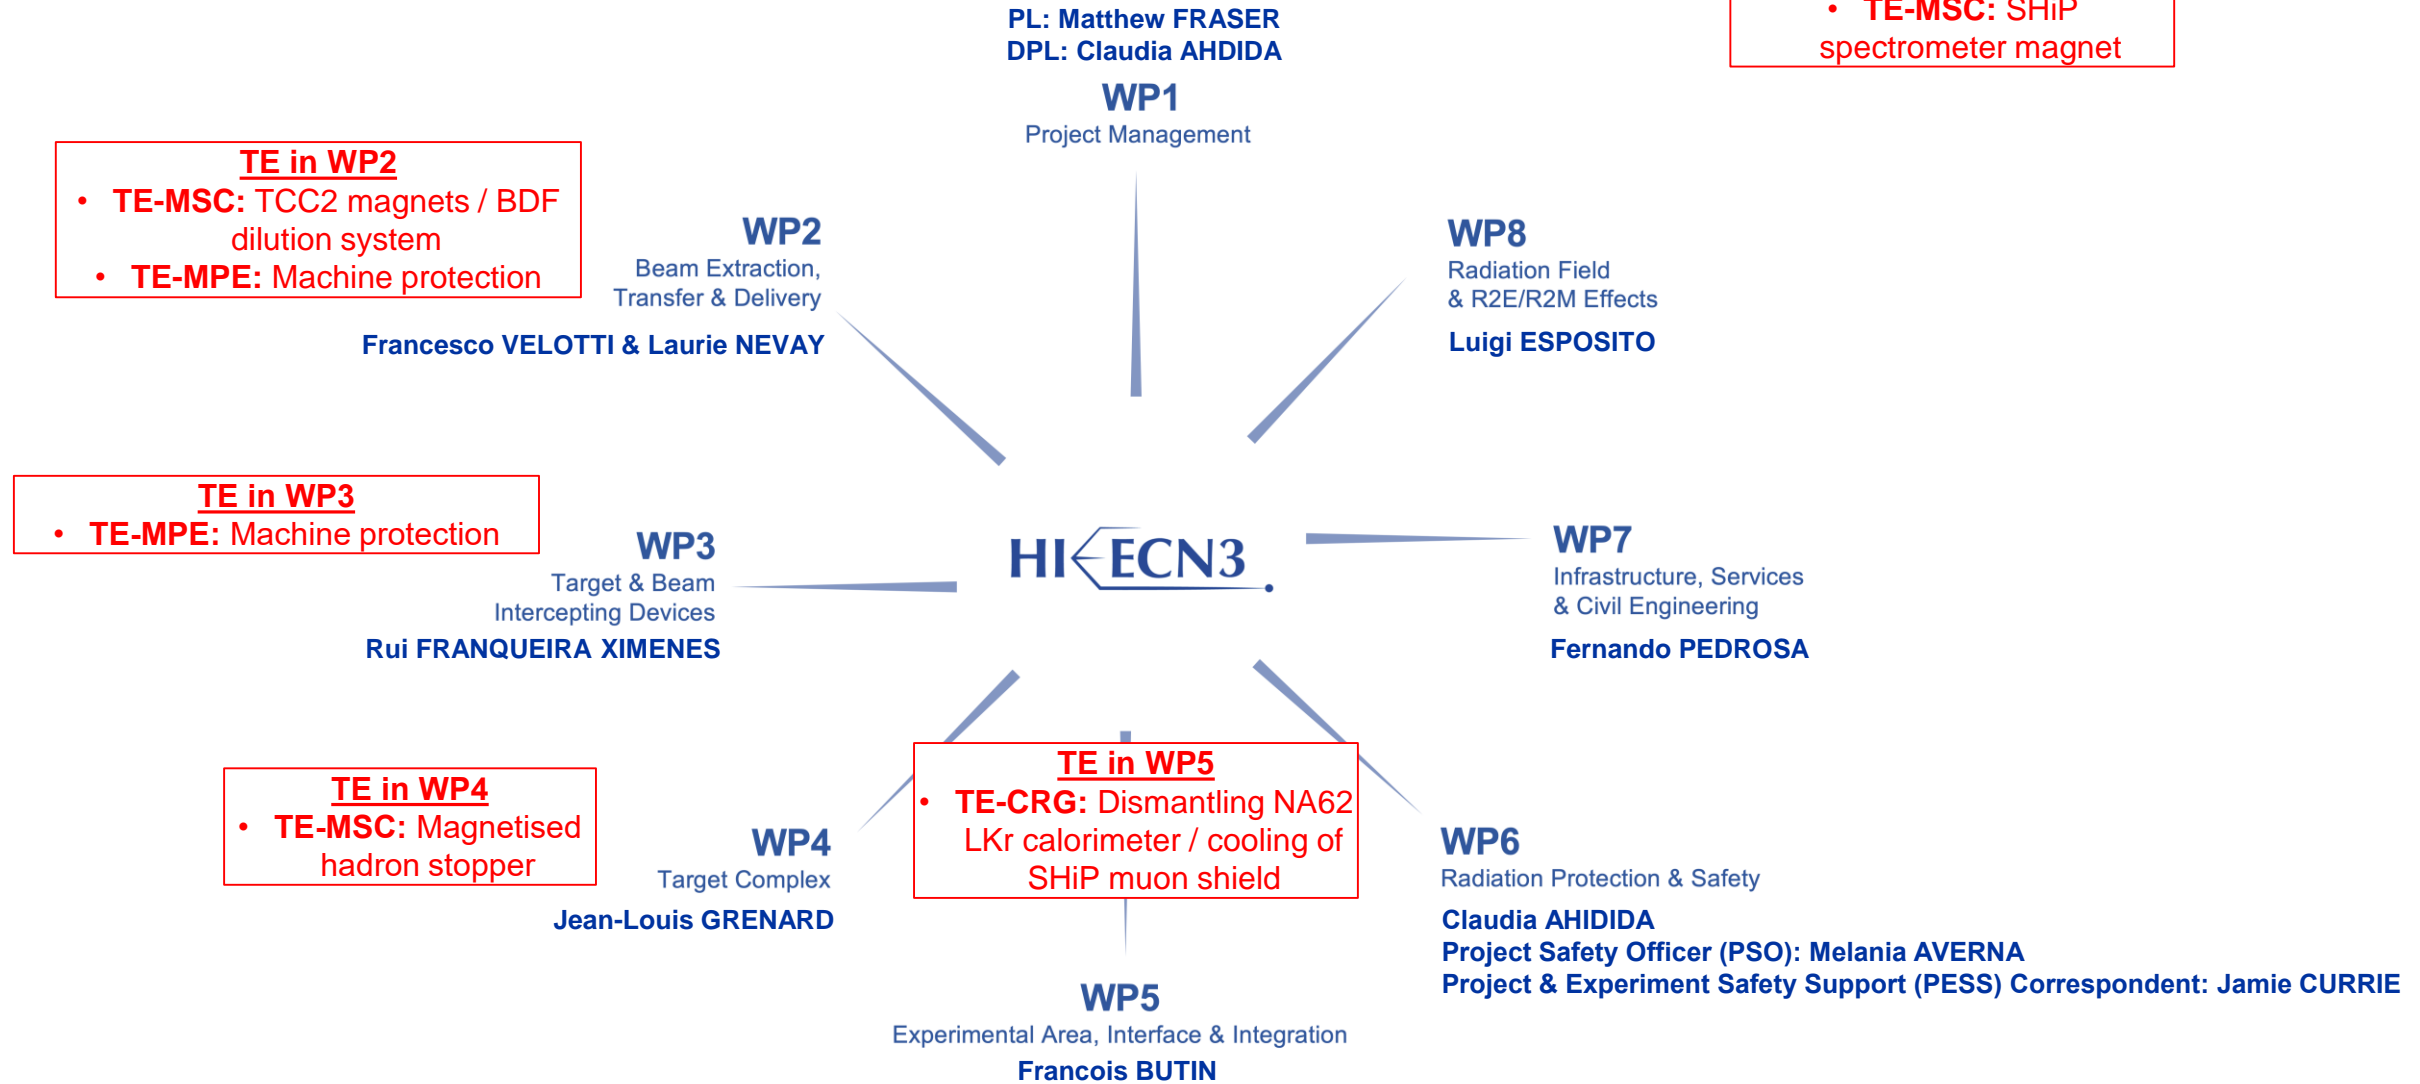 PL: Matthew FRASER
DPL: Claudia AHDIDA
WP1
Project Management
• TE-MSC: SHiP
spectrometer magnet
TE in WP2
• TE-MSC: TCC2 magnets / BDF
dilution system
• TE-MPE: Machine protection
WP2
Beam Extraction,
Transfer & Delivery
Francesco VELOTTI & Laurie NEVAY
WP8
Radiation Field
& R2E/R2M Effects
Luigi ESPOSITO
TE in WP3
• TE-MPE: Machine protection
WP3
Target & Beam
Intercepting Devices
Rui FRANQUEIRA XIMENES
HI ECN3
WP7
Infrastructure, Services
& Civil Engineering
Fernando PEDROSA
TE in WP4
• TE-MSC: Magnetised
hadron stopper
WP4
Target Complex
Jean-Louis GRENARD
TE in WP5
• TE-CRG: Dismantling NA62
LKr calorimeter / cooling of
SHiP muon shield
WP5
Experimental Area, Interface & Integration
Francois BUTIN
WP6
Radiation Protection & Safety
Claudia AHIDIDA
Project Safety Officer (PSO): Melania AVERNA
Project & Experiment Safety Support (PESS) Correspondent: Jamie CURRIE